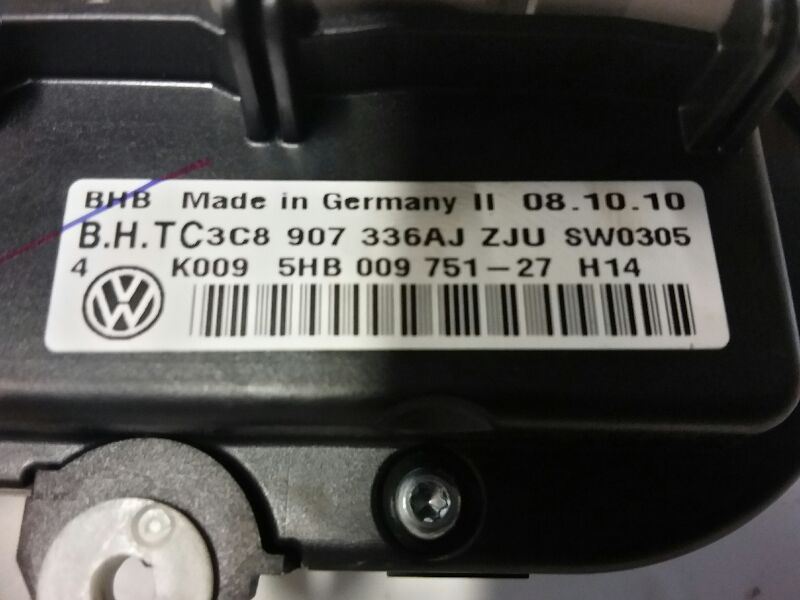 BHB Made in Germany II 08.10.10
B.H.TC3C8 907 336AJ ZJU SW0305
4 K009 5HB 009 751-27 H14